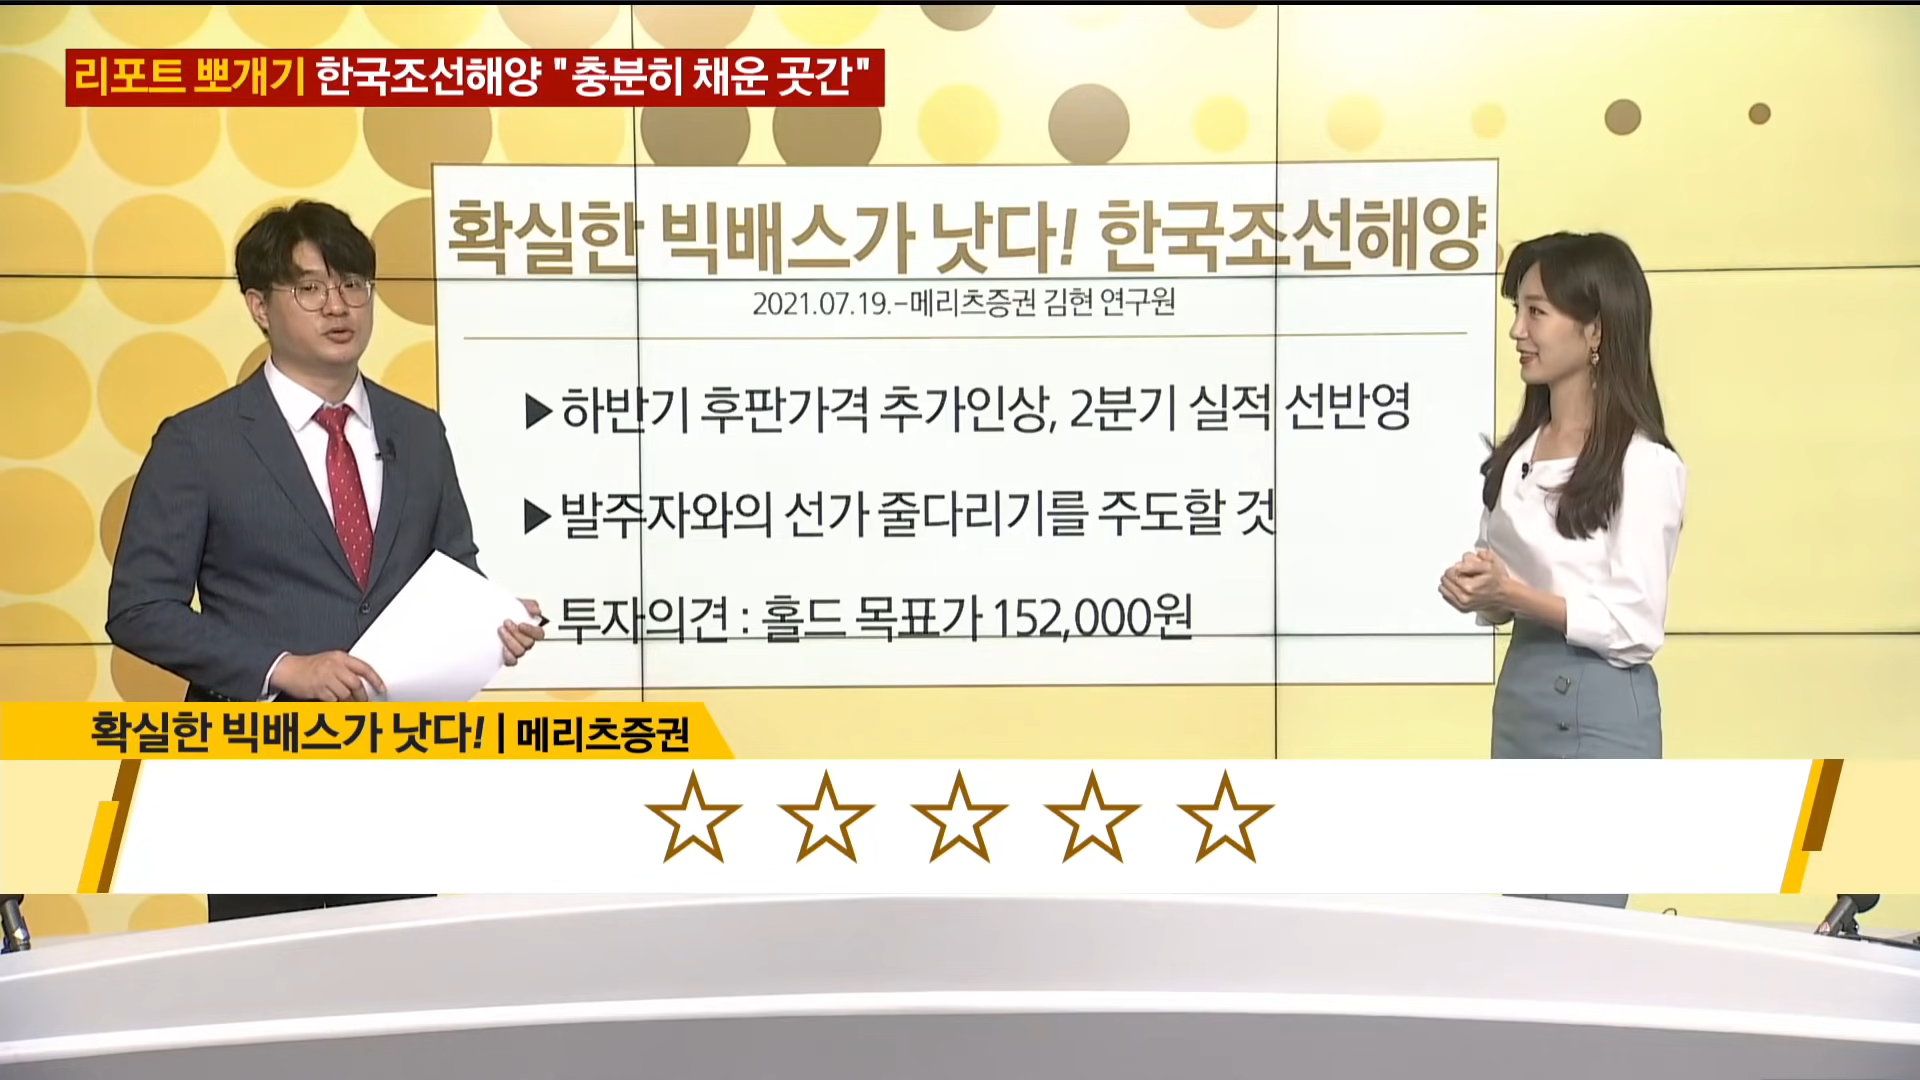 리포트 뽀개기 한국조선해양 "충분히 채운 곳간"
확실한 빅배스가 낫다! 한국조선해양
2021.07.19.-메리츠증권 김현 연구원
▶하반기 후판가격 추가인상, 2분기 실적 선반영
▶발주자와의 선가 줄다리기를 주도할 것
▶투자의견 : 홀드 목표가 152,000원
확실한 빅배스가 낫다! | 메리츠증권